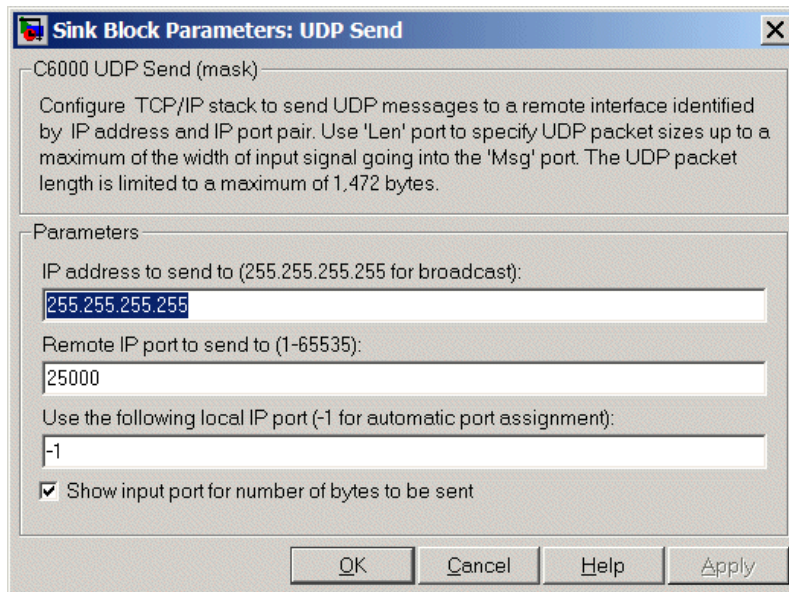 Sink Block Parameters: UDP Send
C6000 UDP Send (mask)
Configure TCP/IP stack to send UDP messages to a remote interface identified
by IP address and IP port pair. Use 'Len' port to specify UDP packet sizes up to a
maximum of the width of input signal going into the 'Msg' port. The UDP packet
length is limited to a maximum of 1,472 bytes.
Parameters
IP address to send to (255.255.255.255 for broadcast):
255.255.255.255
Remote IP port to send to (1-65535):
25000
Use the following local IP port (-1 for automatic port assignment):
-1
Show input port for number of bytes to be sent
OK Cancel Help Apply